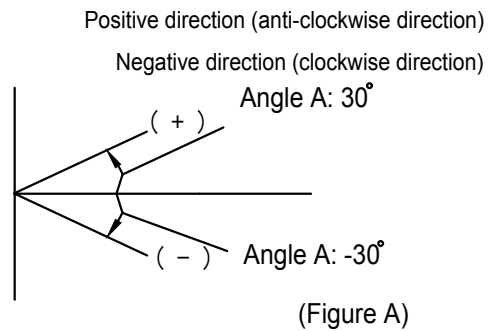 Positive direction (anti-clockwise direction)
Negative direction (clockwise direction)
Angle A: 30°
( + )
( − )
Angle A: -30°
(Figure A)